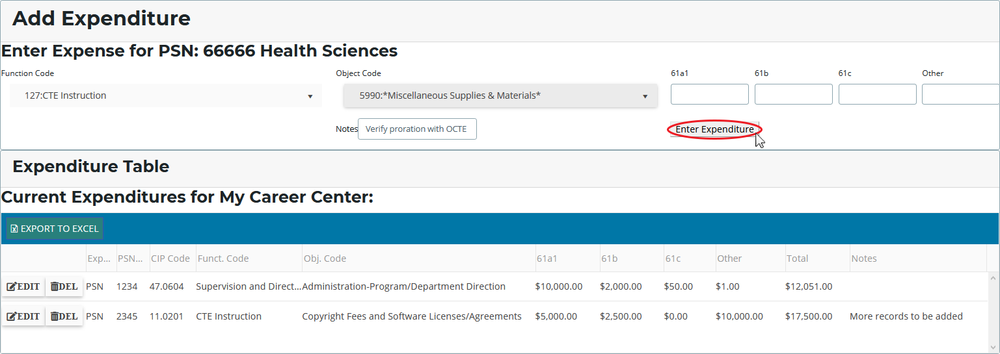 Add Expenditure
Enter Expense for PSN: 66666 Health Sciences
Function Code Object Code 61a1 61b 61c Other
127:CTE Instruction 5990:*Miscellaneous Supplies & Materials*
Notes Verify proration with OCTE Enter Expenditure
Expenditure Table
Current Expenditures for My Career Center:
EXPORT TO EXCEL
Exp... PSN... CIP Code Funct. Code Obj. Code 61a1 61b 61c Other Total Notes
EDIT DEL PSN 1234 47.0604 Supervision and Direct... Administration-Program/Department Direction $10,000.00 $2,000.00 $50.00 $1.00 $12,051.00
EDIT DEL PSN 2345 11.0201 CTE Instruction Copyright Fees and Software Licenses/Agreements $5,000.00 $2,500.00 $0.00 $10,000.00 $17,500.00 More records to be added